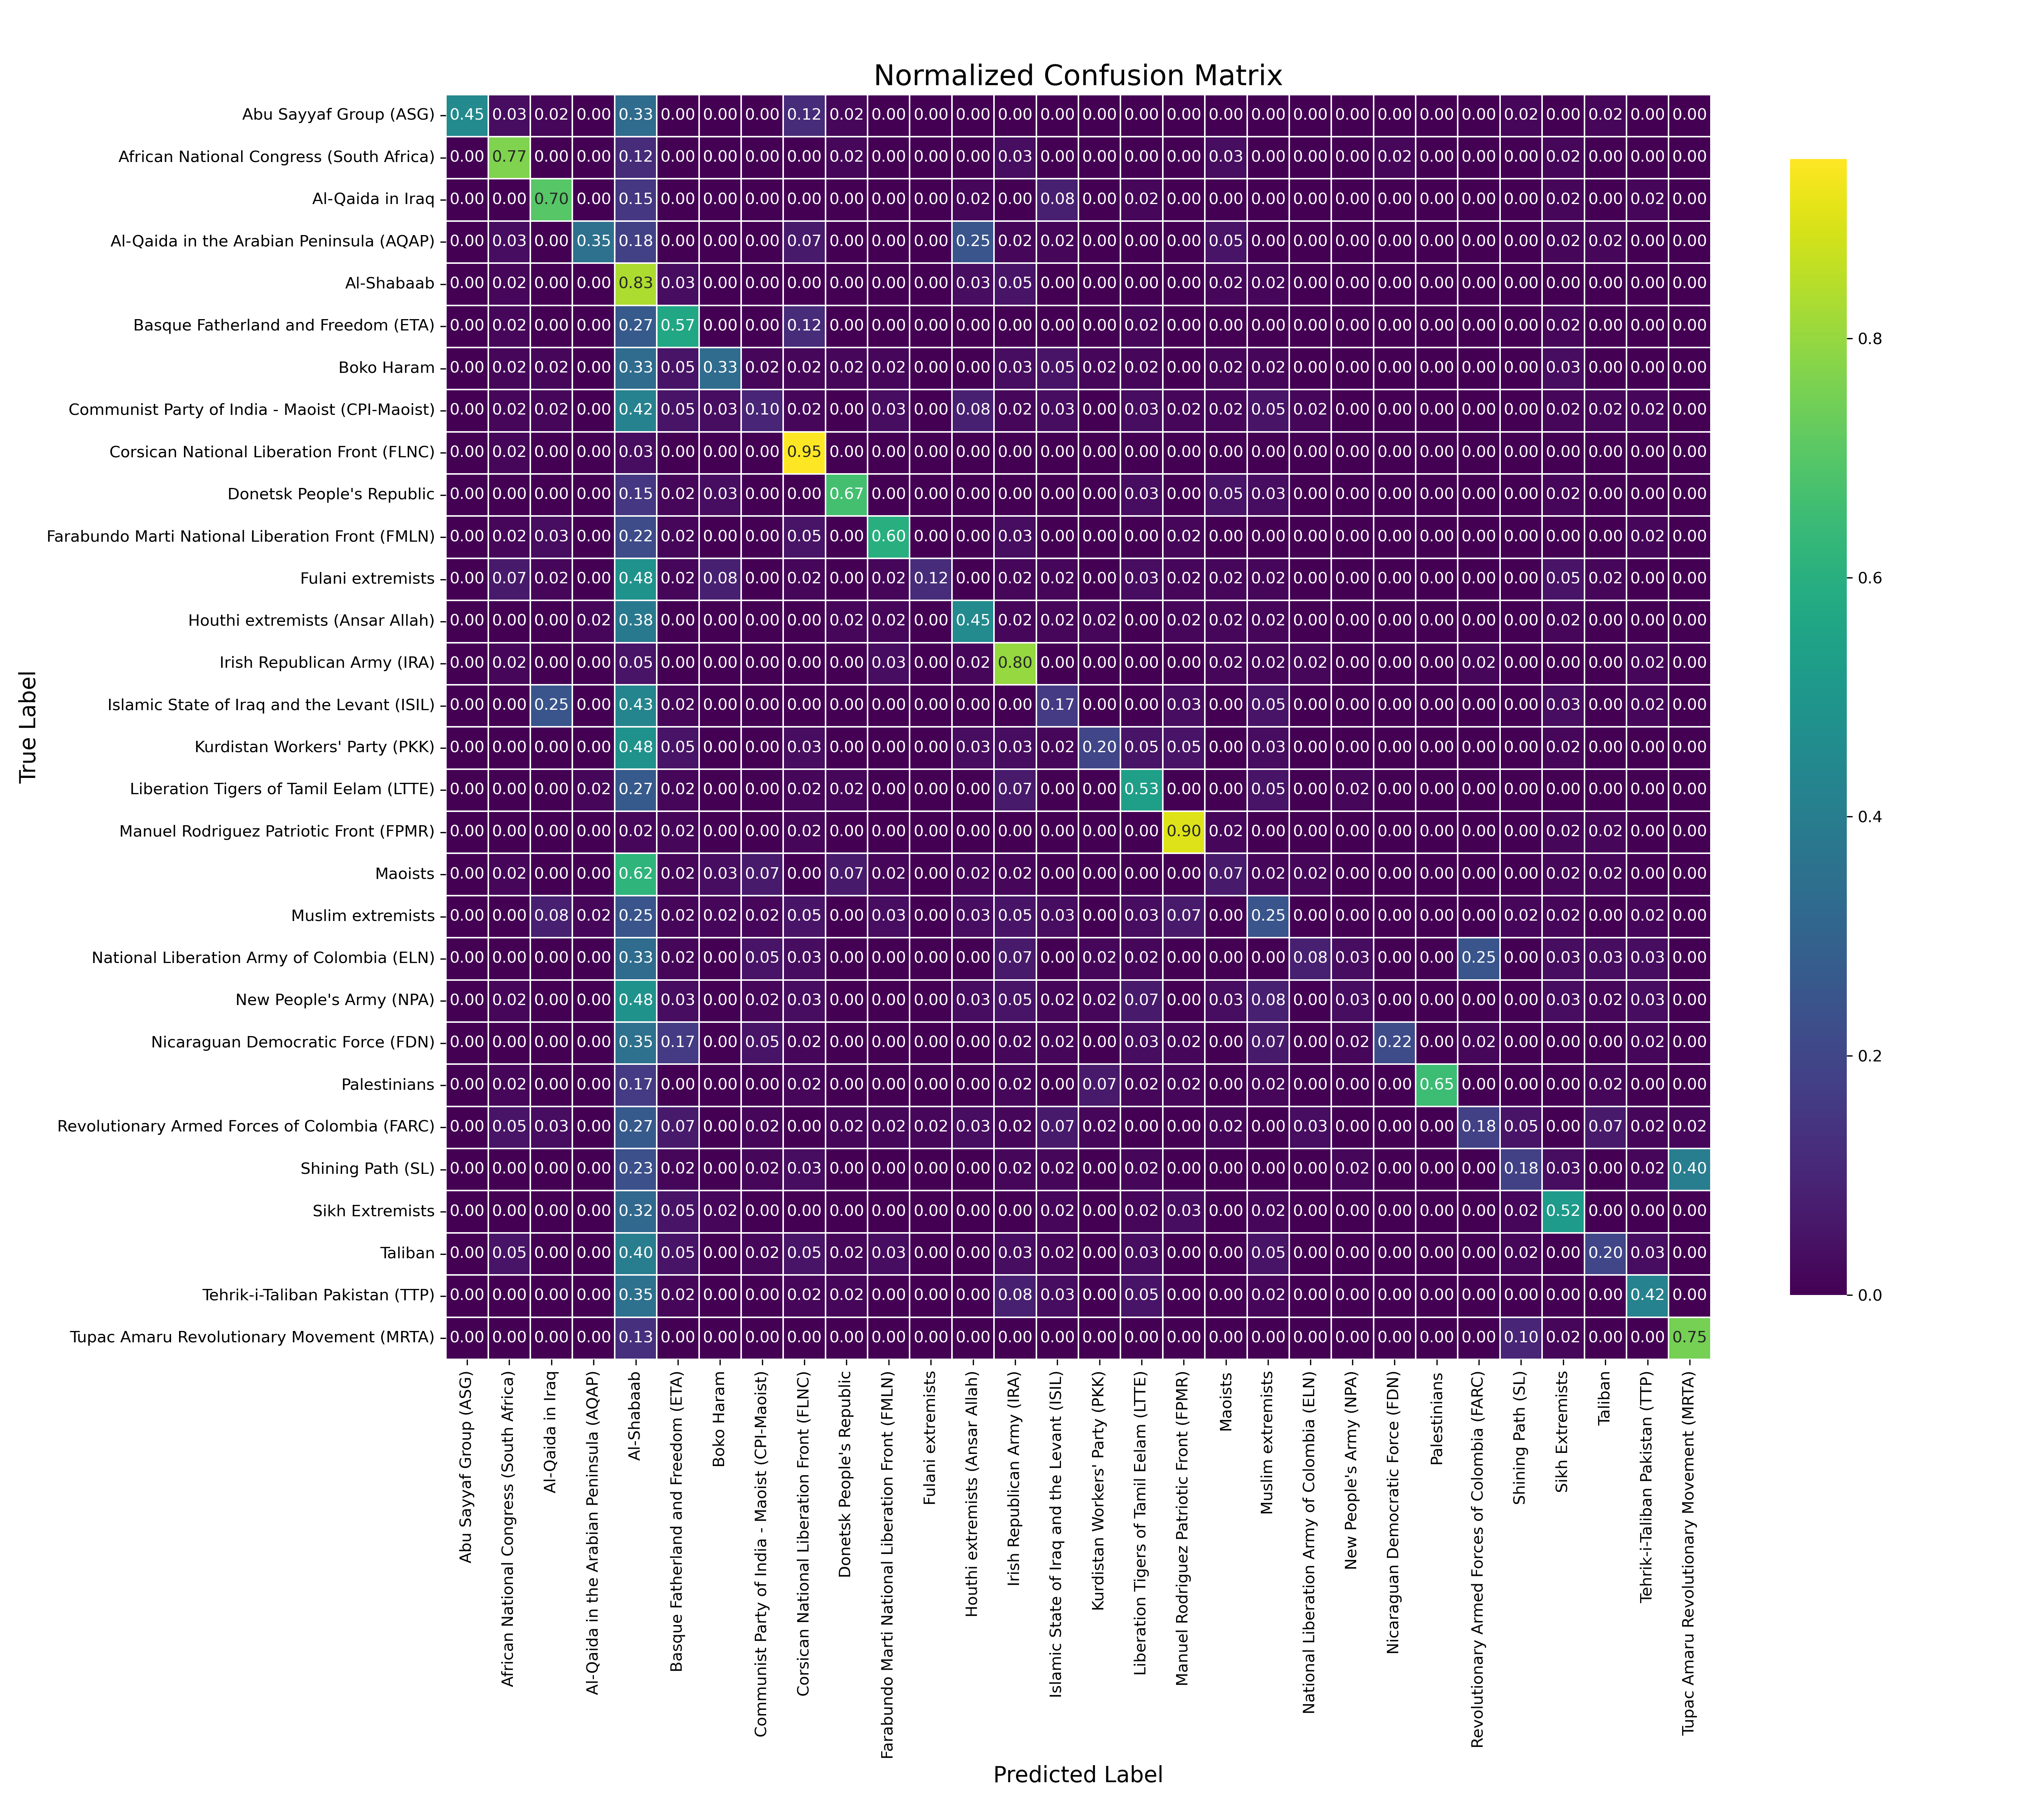 Normalized Confusion Matrix
Abu Sayyaf Group (ASG) 0.45 0.03 0.02 0.00 0.33 0.00 0.00 0.00 0.12 0.02 0.00 0.00 0.00 0.00 0.00 0.00 0.00 0.00 0.00 0.00 0.00 0.00 0.00 0.00 0.00 0.02 0.00 0.02 0.00 0.00
African National Congress (South Africa) 0.00 0.77 0.00 0.00 0.12 0.00 0.00 0.00 0.00 0.02 0.00 0.00 0.00 0.03 0.00 0.00 0.00 0.00 0.03 0.00 0.00 0.00 0.02 0.00 0.00 0.00 0.02 0.00 0.00 0.00
Al-Qaida in Iraq 0.00 0.00 0.70 0.00 0.15 0.00 0.00 0.00 0.00 0.00 0.00 0.00 0.02 0.00 0.08 0.00 0.02 0.00 0.00 0.00 0.00 0.00 0.00 0.00 0.00 0.00 0.02 0.00 0.02 0.00
Al-Qaida in the Arabian Peninsula (AQAP) 0.00 0.03 0.00 0.35 0.18 0.00 0.00 0.00 0.07 0.00 0.00 0.00 0.25 0.02 0.02 0.00 0.00 0.00 0.05 0.00 0.00 0.00 0.00 0.00 0.00 0.00 0.02 0.02 0.00 0.00
Al-Shabaab 0.00 0.02 0.00 0.00 0.83 0.03 0.00 0.00 0.00 0.00 0.00 0.00 0.03 0.05 0.00 0.00 0.00 0.00 0.02 0.02 0.00 0.00 0.00 0.00 0.00 0.00 0.00 0.00 0.00 0.00
Basque Fatherland and Freedom (ETA) 0.00 0.02 0.00 0.00 0.27 0.57 0.00 0.00 0.12 0.00 0.00 0.00 0.00 0.00 0.00 0.00 0.02 0.00 0.00 0.00 0.00 0.00 0.00 0.00 0.00 0.00 0.02 0.00 0.00 0.00
Boko Haram 0.00 0.02 0.02 0.00 0.33 0.05 0.33 0.02 0.02 0.02 0.02 0.00 0.00 0.03 0.05 0.02 0.02 0.00 0.02 0.02 0.00 0.00 0.00 0.00 0.00 0.00 0.03 0.00 0.00 0.00
Communist Party of India - Maoist (CPI-Maoist) 0.00 0.02 0.02 0.00 0.42 0.05 0.03 0.10 0.02 0.00 0.03 0.00 0.08 0.02 0.03 0.00 0.03 0.02 0.02 0.05 0.02 0.00 0.00 0.00 0.00 0.02 0.02 0.02 0.02 0.00
Corsican National Liberation Front (FLNC) 0.00 0.02 0.00 0.00 0.03 0.00 0.00 0.00 0.95 0.00 0.00 0.00 0.00 0.00 0.00 0.00 0.00 0.00 0.00 0.00 0.00 0.00 0.00 0.00 0.00 0.00 0.00 0.00 0.00 0.00
Donetsk People's Republic 0.00 0.00 0.00 0.00 0.15 0.02 0.03 0.00 0.00 0.67 0.00 0.00 0.00 0.00 0.00 0.00 0.03 0.00 0.05 0.03 0.00 0.00 0.00 0.00 0.00 0.00 0.02 0.00 0.00 0.00
Farabundo Marti National Liberation Front (FMLN) 0.00 0.02 0.03 0.00 0.22 0.02 0.00 0.00 0.05 0.00 0.60 0.00 0.00 0.03 0.00 0.00 0.00 0.02 0.00 0.00 0.00 0.00 0.00 0.00 0.00 0.00 0.00 0.00 0.02 0.00
Fulani extremists 0.00 0.07 0.02 0.00 0.48 0.02 0.08 0.00 0.02 0.00 0.02 0.12 0.00 0.02 0.02 0.00 0.03 0.02 0.02 0.02 0.00 0.00 0.00 0.00 0.00 0.00 0.05 0.02 0.00 0.00
Houthi extremists (Ansar Allah) 0.00 0.00 0.00 0.02 0.38 0.00 0.00 0.00 0.00 0.02 0.02 0.00 0.45 0.02 0.02 0.02 0.00 0.02 0.02 0.02 0.00 0.00 0.00 0.00 0.00 0.00 0.02 0.00 0.00 0.00
Irish Republican Army (IRA) 0.00 0.02 0.00 0.00 0.05 0.00 0.00 0.00 0.00 0.00 0.03 0.00 0.02 0.80 0.00 0.00 0.00 0.00 0.02 0.02 0.02 0.00 0.00 0.00 0.02 0.00 0.00 0.00 0.02 0.00
Islamic State of Iraq and the Levant (ISIL) 0.00 0.00 0.25 0.00 0.43 0.02 0.00 0.00 0.00 0.00 0.00 0.00 0.00 0.00 0.17 0.00 0.00 0.03 0.00 0.05 0.00 0.00 0.00 0.00 0.00 0.00 0.03 0.00 0.02 0.00
Kurdistan Workers' Party (PKK) 0.00 0.00 0.00 0.00 0.48 0.05 0.00 0.00 0.03 0.00 0.00 0.00 0.03 0.03 0.02 0.20 0.05 0.05 0.00 0.03 0.00 0.00 0.00 0.00 0.00 0.00 0.02 0.00 0.00 0.00
Liberation Tigers of Tamil Eelam (LTTE) 0.00 0.00 0.00 0.02 0.27 0.02 0.00 0.00 0.02 0.02 0.00 0.00 0.00 0.07 0.00 0.00 0.53 0.00 0.00 0.05 0.00 0.02 0.00 0.00 0.00 0.00 0.00 0.00 0.00 0.00
Manuel Rodriguez Patriotic Front (FPMR) 0.00 0.00 0.00 0.00 0.02 0.02 0.00 0.00 0.02 0.00 0.00 0.00 0.00 0.00 0.00 0.00 0.00 0.90 0.02 0.00 0.00 0.00 0.00 0.00 0.00 0.00 0.02 0.02 0.00 0.00
Maoists 0.00 0.02 0.00 0.00 0.62 0.02 0.03 0.07 0.00 0.07 0.02 0.00 0.02 0.02 0.00 0.00 0.00 0.00 0.07 0.02 0.02 0.00 0.00 0.00 0.00 0.00 0.02 0.02 0.00 0.00
Muslim extremists 0.00 0.00 0.08 0.02 0.25 0.02 0.02 0.02 0.05 0.00 0.03 0.00 0.03 0.05 0.03 0.00 0.03 0.07 0.00 0.25 0.00 0.00 0.00 0.00 0.00 0.02 0.02 0.00 0.02 0.00
National Liberation Army of Colombia (ELN) 0.00 0.00 0.00 0.00 0.33 0.02 0.00 0.05 0.03 0.00 0.00 0.00 0.00 0.07 0.00 0.02 0.02 0.00 0.00 0.00 0.08 0.03 0.00 0.00 0.25 0.00 0.03 0.03 0.03 0.00
New People's Army (NPA) 0.00 0.02 0.00 0.00 0.48 0.03 0.00 0.02 0.03 0.00 0.00 0.00 0.03 0.05 0.02 0.02 0.07 0.00 0.03 0.08 0.00 0.03 0.00 0.00 0.00 0.00 0.03 0.02 0.03 0.00
Nicaraguan Democratic Force (FDN) 0.00 0.00 0.00 0.00 0.35 0.17 0.00 0.05 0.02 0.00 0.00 0.00 0.00 0.02 0.02 0.00 0.03 0.02 0.00 0.07 0.00 0.02 0.22 0.00 0.02 0.00 0.00 0.00 0.02 0.00
Palestinians 0.00 0.02 0.00 0.00 0.17 0.00 0.00 0.00 0.02 0.00 0.00 0.00 0.00 0.02 0.00 0.07 0.02 0.02 0.00 0.02 0.00 0.00 0.00 0.65 0.00 0.00 0.00 0.02 0.00 0.00
Revolutionary Armed Forces of Colombia (FARC) 0.00 0.05 0.03 0.00 0.27 0.07 0.00 0.02 0.00 0.02 0.02 0.02 0.03 0.02 0.07 0.02 0.00 0.00 0.02 0.00 0.03 0.00 0.00 0.00 0.18 0.05 0.00 0.07 0.02 0.02
Shining Path (SL) 0.00 0.00 0.00 0.00 0.23 0.02 0.00 0.02 0.03 0.00 0.00 0.00 0.00 0.02 0.02 0.00 0.02 0.00 0.02 0.00 0.00 0.02 0.00 0.00 0.00 0.18 0.03 0.00 0.02 0.40
Sikh Extremists 0.00 0.00 0.00 0.00 0.32 0.05 0.02 0.00 0.00 0.00 0.00 0.00 0.00 0.02 0.00 0.00 0.02 0.03 0.00 0.02 0.00 0.00 0.00 0.00 0.00 0.02 0.52 0.00 0.00 0.00
Taliban 0.00 0.05 0.00 0.00 0.40 0.05 0.00 0.02 0.05 0.02 0.03 0.00 0.00 0.03 0.02 0.00 0.03 0.00 0.00 0.05 0.00 0.00 0.00 0.00 0.00 0.02 0.00 0.20 0.03 0.00
Tehrik-i-Taliban Pakistan (TTP) 0.00 0.00 0.00 0.00 0.35 0.02 0.00 0.00 0.02 0.02 0.00 0.00 0.00 0.08 0.03 0.00 0.05 0.00 0.00 0.02 0.00 0.00 0.00 0.00 0.00 0.00 0.00 0.00 0.42 0.00
Tupac Amaru Revolutionary Movement (MRTA) 0.00 0.00 0.00 0.00 0.13 0.00 0.00 0.00 0.00 0.00 0.00 0.00 0.00 0.00 0.00 0.00 0.00 0.00 0.00 0.00 0.00 0.00 0.00 0.00 0.00 0.10 0.02 0.00 0.00 0.75
True Label
Abu Sayyaf Group (ASG)
African National Congress (South Africa)
Al-Qaida in Iraq
Al-Qaida in the Arabian Peninsula (AQAP)
Al-Shabaab
Basque Fatherland and Freedom (ETA)
Boko Haram
Communist Party of India - Maoist (CPI-Maoist)
Corsican National Liberation Front (FLNC)
Donetsk People's Republic
Farabundo Marti National Liberation Front (FMLN)
Fulani extremists
Houthi extremists (Ansar Allah)
Irish Republican Army (IRA)
Islamic State of Iraq and the Levant (ISIL)
Kurdistan Workers' Party (PKK)
Liberation Tigers of Tamil Eelam (LTTE)
Manuel Rodriguez Patriotic Front (FPMR)
Maoists
Muslim extremists
National Liberation Army of Colombia (ELN)
New People's Army (NPA)
Nicaraguan Democratic Force (FDN)
Palestinians
Revolutionary Armed Forces of Colombia (FARC)
Shining Path (SL)
Sikh Extremists
Taliban
Tehrik-i-Taliban Pakistan (TTP)
Tupac Amaru Revolutionary Movement (MRTA)
Predicted Label
0.8
0.6
0.4
0.2
0.0